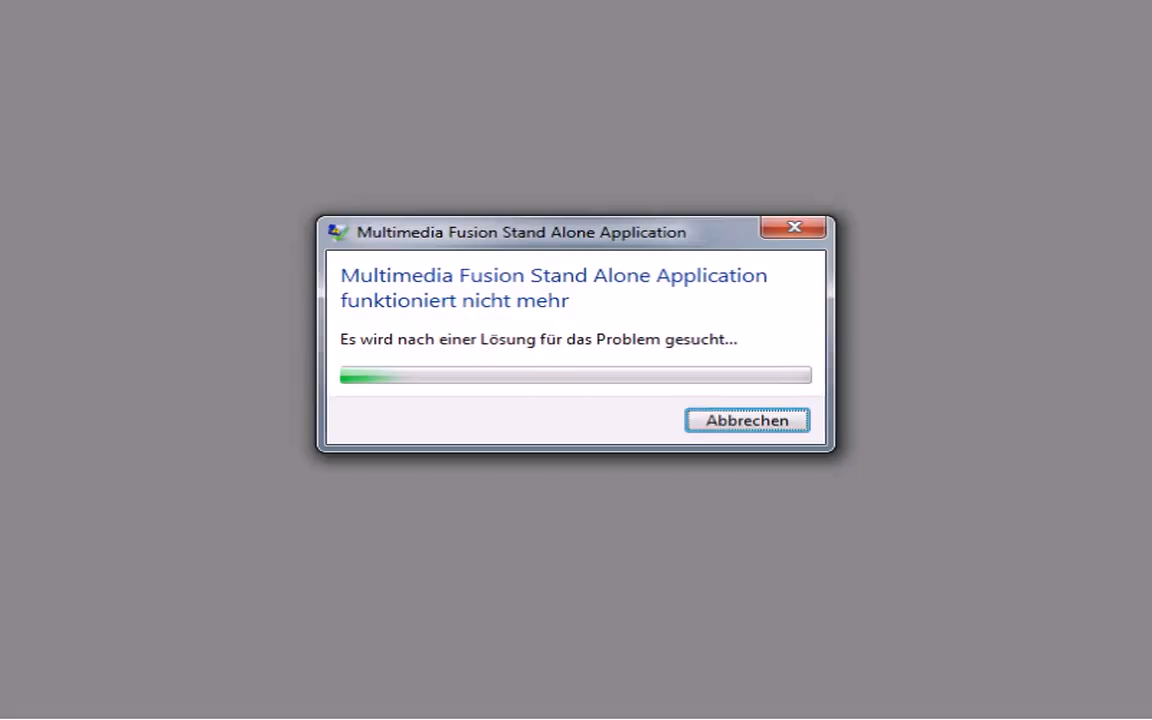 Multimedia Fusion Stand Alone Application
Multimedia Fusion Stand Alone Application
funktioniert nicht mehr
Es wird nach einer Lösung für das Problem gesucht...
Abbrechen